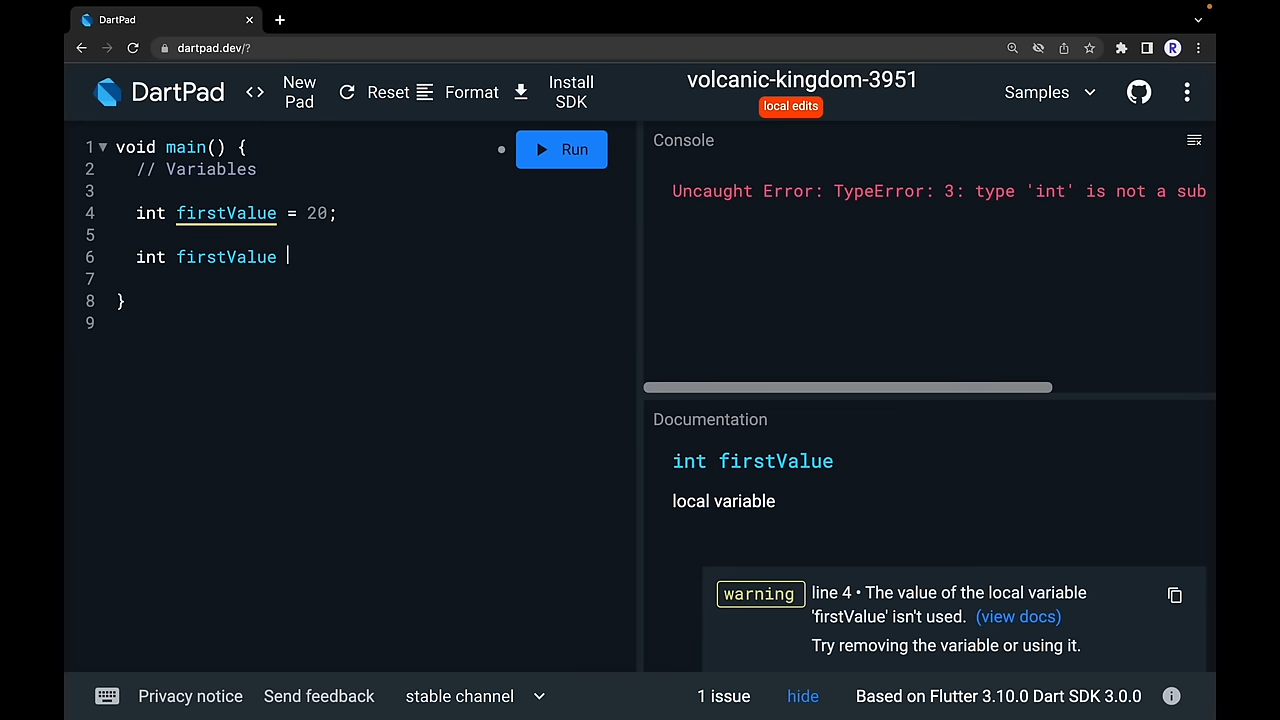 DartPad
dartpad.dev/?
R
DartPad
<> New Pad
Reset
Format
Install SDK
volcanic-kingdom-3951
local edits
Samples
1 void main() {
2 // Variables
3
4 int firstValue = 20;
5
6 int firstValue
7
8 }
9
Run
Console
Uncaught Error: TypeError: 3: type 'int' is not a sub
Documentation
int firstValue
local variable
warning line 4 • The value of the local variable
'firstValue' isn't used. (view docs)
Try removing the variable or using it.
Privacy notice
Send feedback
stable channel
1 issue
hide
Based on Flutter 3.10.0 Dart SDK 3.0.0